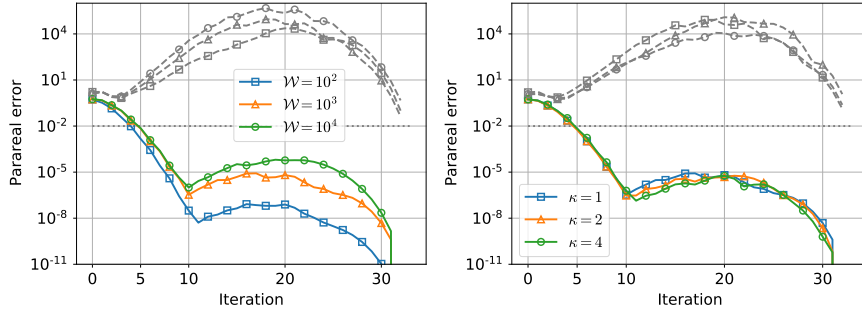 Parareal error
10^4
10^1
10^-2
10^-5
10^-8
10^-11
𝒲 = 10^2
𝒲 = 10^3
𝒲 = 10^4
0 5 10 20 30
Iteration
Parareal error
10^4
10^1
10^-2
10^-5
10^-8
10^-11
κ = 1
κ = 2
κ = 4
0 5 10 20 30
Iteration